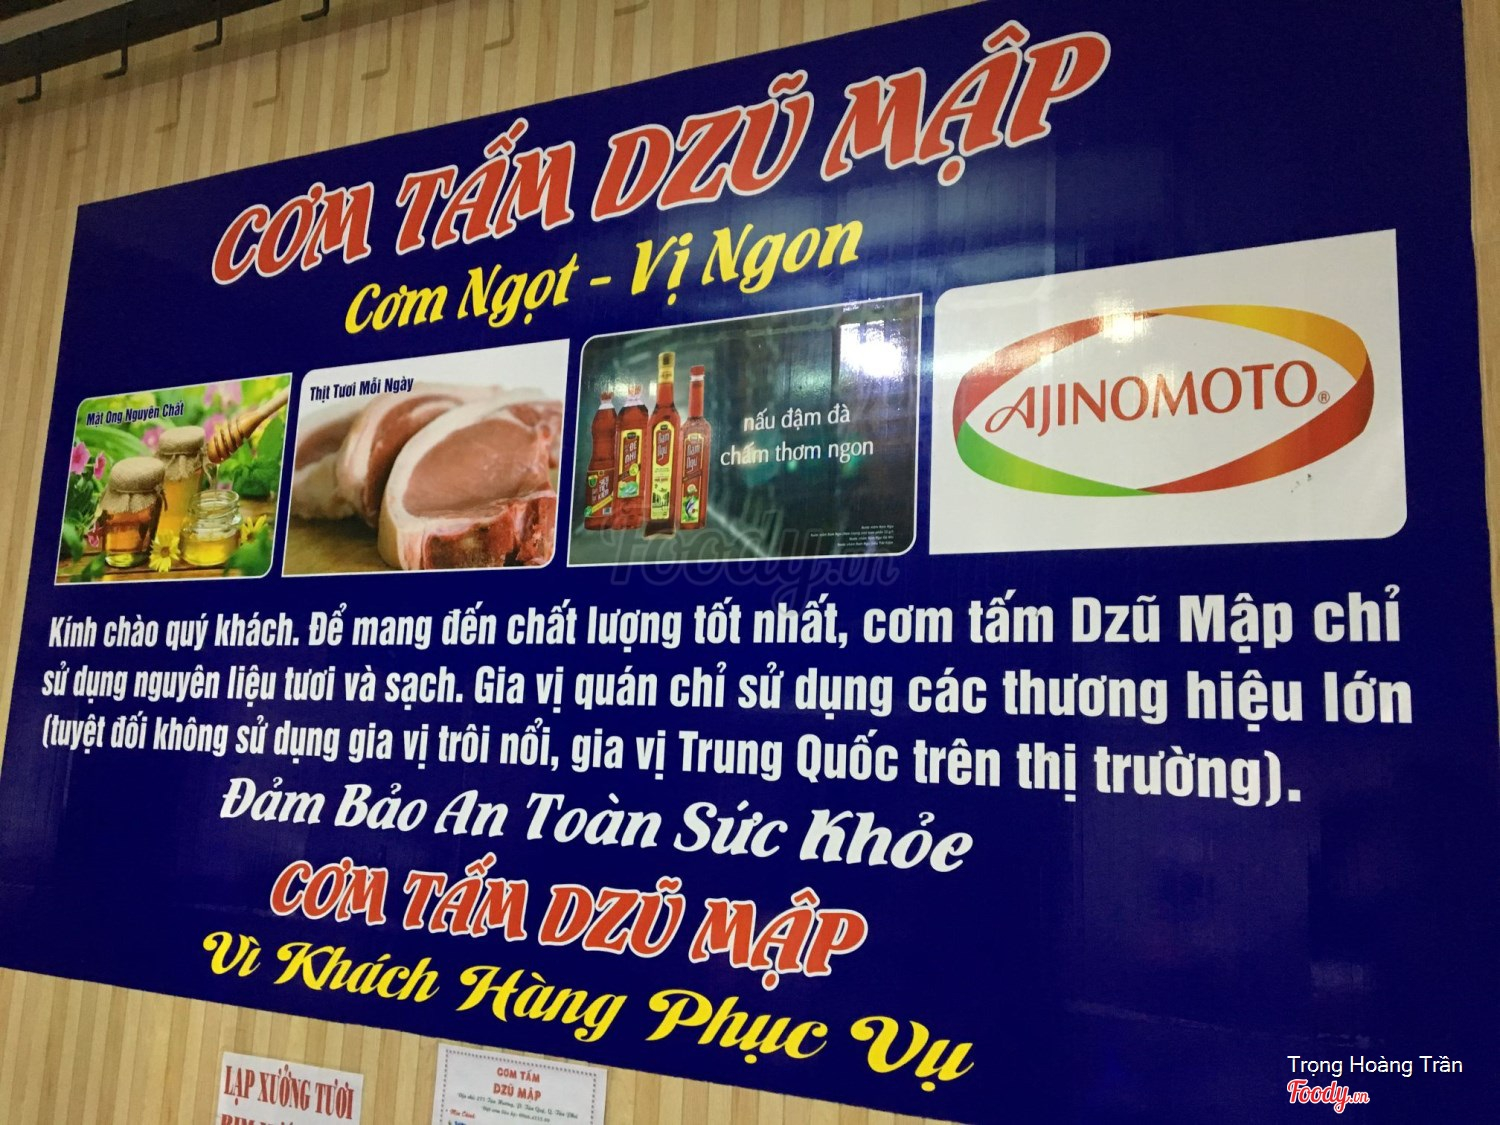 CƠM TẤM DZŨ MẬP
Cơm Ngọt - Vị Ngon
Mật Ong Nguyên Chất
Thịt Tươi Mỗi Ngày
nấu đậm đà
chấm thơm ngon
AJINOMOTO®
Kính chào quý khách. Để mang đến chất lượng tốt nhất, cơm tấm Dzũ Mập chỉ
sử dụng nguyên liệu tươi và sạch. Gia vị quán chỉ sử dụng các thương hiệu lớn
(tuyệt đối không sử dụng gia vị trôi nổi, gia vị Trung Quốc trên thị trường).
Đảm Bảo An Toàn Sức Khỏe
CƠM TẤM DZŨ MẬP
Vì Khách Hàng Phục Vụ
LẠP XƯỞNG TƯƠI
CƠM TẤM
DZŨ MẬP
Foody.vn
Trọng Hoàng Trần
Foody.vn